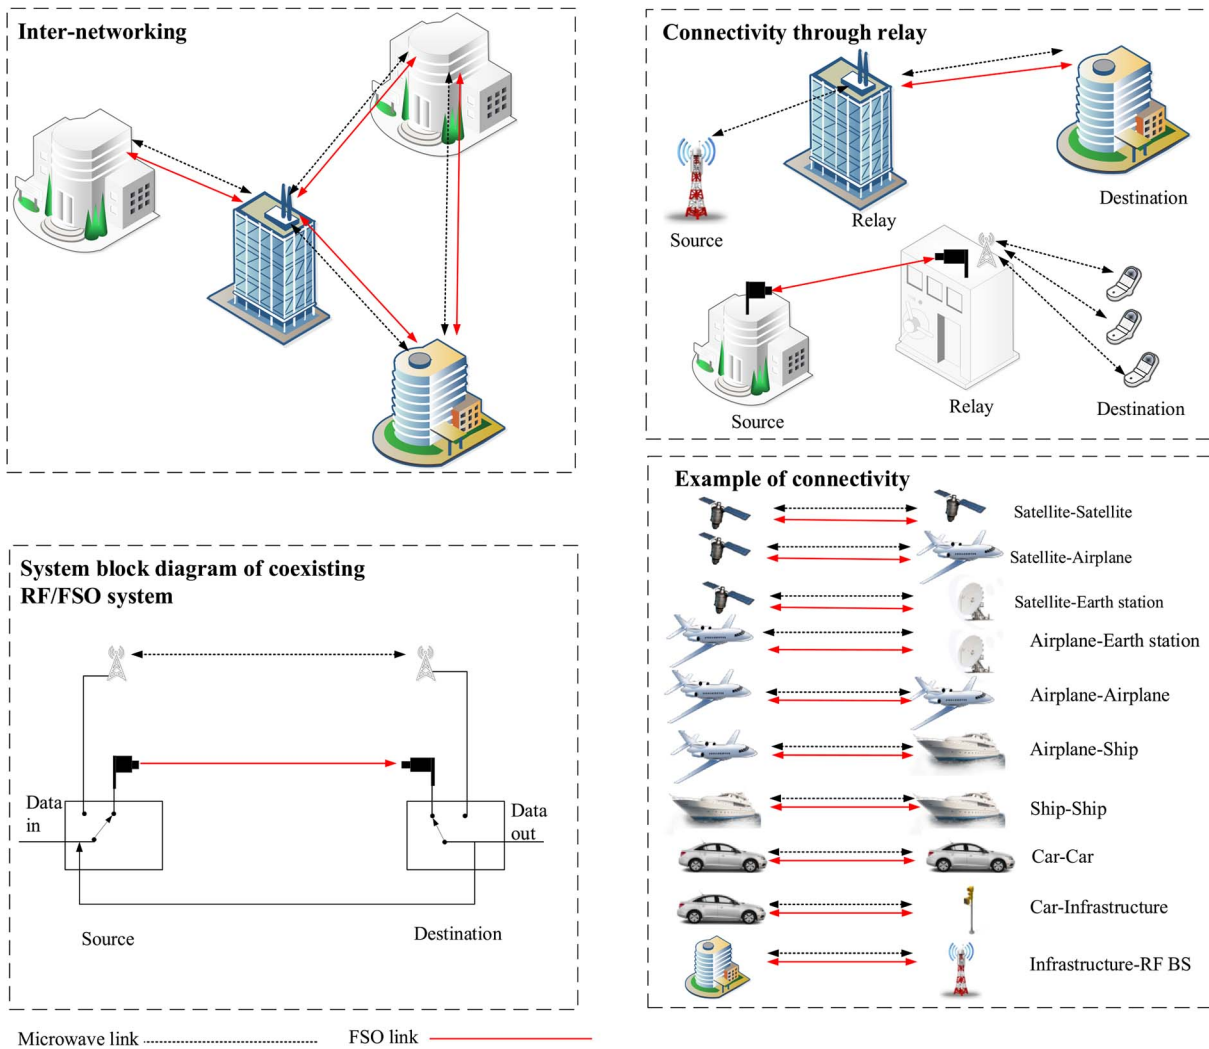 Inter-networking
Connectivity through relay
Source
Relay
Destination
Source
Relay
Destination
System block diagram of coexisting
RF/FSO system
Data
in
Data
out
Source
Destination
Example of connectivity
Satellite-Satellite
Satellite-Airplane
Satellite-Earth station
Airplane-Earth station
Airplane-Airplane
Airplane-Ship
Ship-Ship
Car-Car
Car-Infrastructure
Infrastructure-RF BS
Microwave link
FSO link